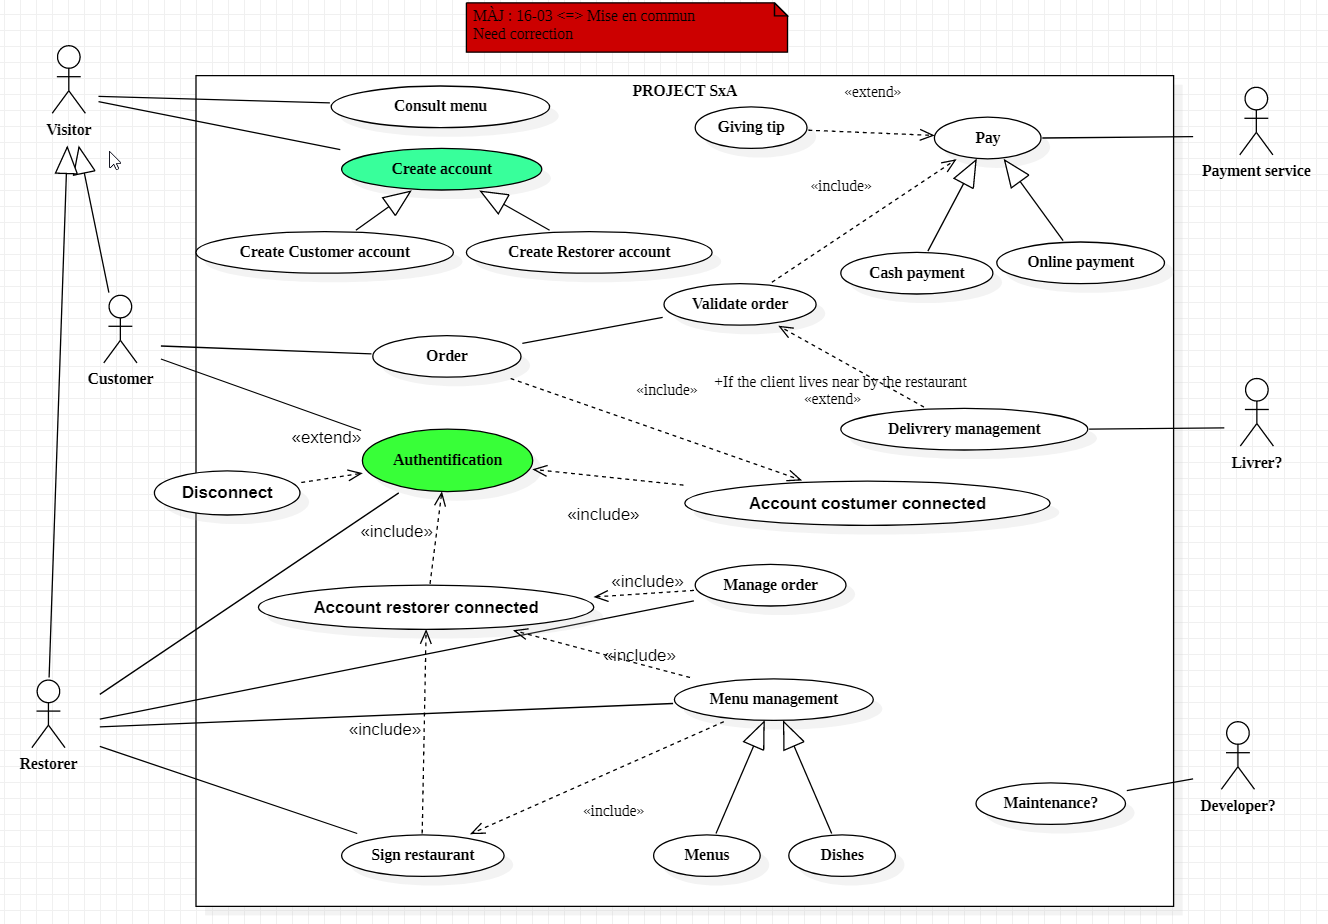 MÀJ : 16-03 <=> Mise en commun
Need correction
PROJECT SxA
«extend»
Consult menu
Giving tip
Pay
Visitor
Payment service
Create account
«include»
Create Customer account
Create Restorer account
Cash payment
Online payment
Validate order
Order
Customer
«include»
+If the client lives near by the restaurant
«extend»
Delivrery management
«extend»
Authentification
Livrer?
Disconnect
Account costumer connected
«include»
«include»
«include»
Manage order
Account restorer connected
«include»
Menu management
«include»
Restorer
«include»
Maintenance?
Developer?
Sign restaurant
Menus
Dishes